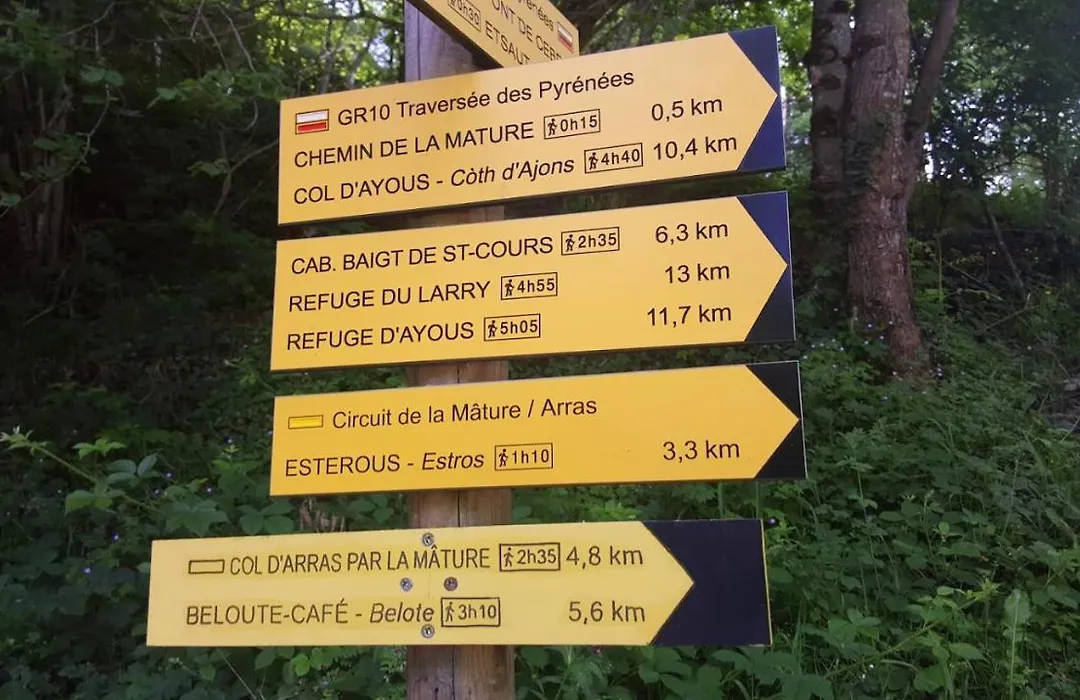 Pyrénées
0h30 ETSAUT
GR10 Traversée des Pyrénées
CHEMIN DE LA MATURE 0h15 0,5 km
COL D'AYOUS - Còth d'Ajons 4h40 10,4 km
CAB. BAIGT DE ST-COURS 2h35 6,3 km
REFUGE DU LARRY 4h55 13 km
REFUGE D'AYOUS 5h05 11,7 km
Circuit de la Mâture / Arras
ESTEROUS - Estros 1h10 3,3 km
COL D'ARRAS PAR LA MÂTURE 2h35 4,8 km
BELOUTE-CAFÉ - Belote 3h10 5,6 km